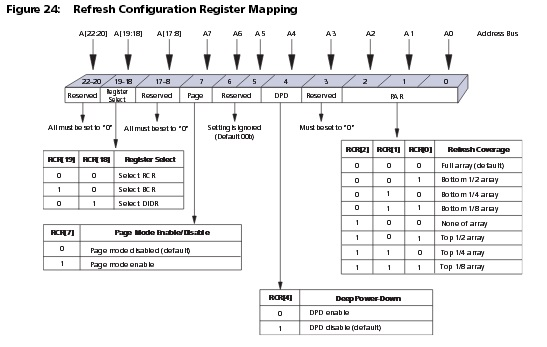 Figure 24: Refresh Configuration Register Mapping
A[22:20] A[19:18] A[17:8] A7 A6 A5 A4 A3 A2 A1 A0 Address Bus
22–20 19–18 17–8 7 6 5 4 3 2 1 0
Reserved Register Select Reserved Page Reserved DPD Reserved PAR
All must be set to "0" All must be set to "0" Setting is ignored (Default 00b) Must be set to "0"
RCR[19] RCR[18] Register Select
0 0 Select RCR
1 0 Select BCR
0 1 Select DIDR
RCR[2] RCR[1] RCR[0] Refresh Coverage
0 0 0 Full array (default)
0 0 1 Bottom 1/2 array
0 1 0 Bottom 1/4 array
0 1 1 Bottom 1/8 array
1 0 0 None of array
1 0 1 Top 1/2 array
1 1 0 Top 1/4 array
1 1 1 Top 1/8 array
RCR[7] Page Mode Enable/Disable
0 Page mode disabled (default)
1 Page mode enable
RCR[4] Deep Power-Down
0 DPD enable
1 DPD disable (default)